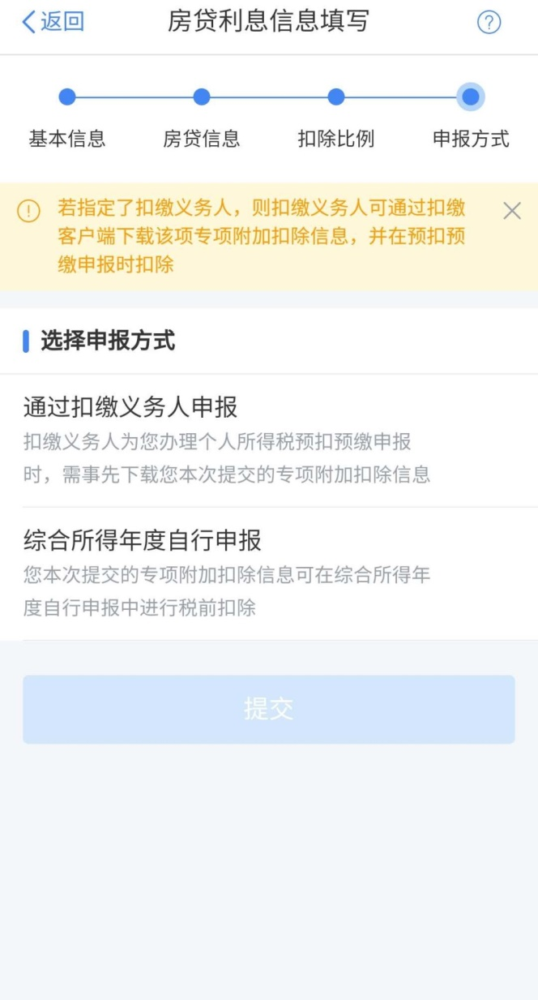 返回
房贷利息信息填写
?
基本信息
房贷信息
扣除比例
申报方式
若指定了扣缴义务人，则扣缴义务人可通过扣缴
客户端下载该项专项附加扣除信息，并在预扣预
缴申报时扣除
选择申报方式
通过扣缴义务人申报
扣缴义务人为您办理个人所得税预扣预缴申报
时，需事先下载您本次提交的专项附加扣除信息
综合所得年度自行申报
您本次提交的专项附加扣除信息可在综合所得年
度自行申报中进行税前扣除
提交